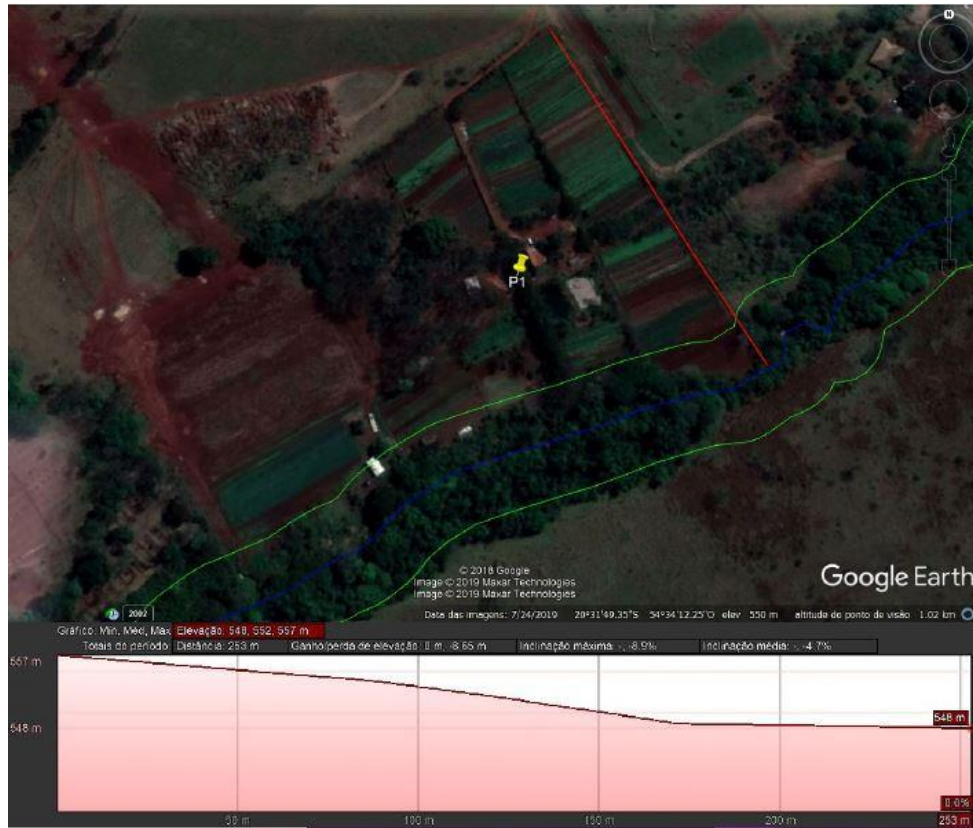 N
P1
© 2018 Google
Image © 2019 Maxar Technologies
Image © 2019 Maxar Technologies
Google Earth
2002
Data das imagens: 7/24/2019 20°31'49.35"S 54°34'12.25"O elev 550 m altitude do ponto de visão 1.02 km
Gráfico: Mín, Med, Máx Elevação: 548, 552, 557 m
Totais do período Distância: 253 m Ganho/perda de elevação: 0 m, -8.65 m Inclinação máxima: -, -8.9% Inclinação média: -, -4.7%
557 m
548 m
548 m
0.0%
50 m 100 m 150 m 200 m 253 m